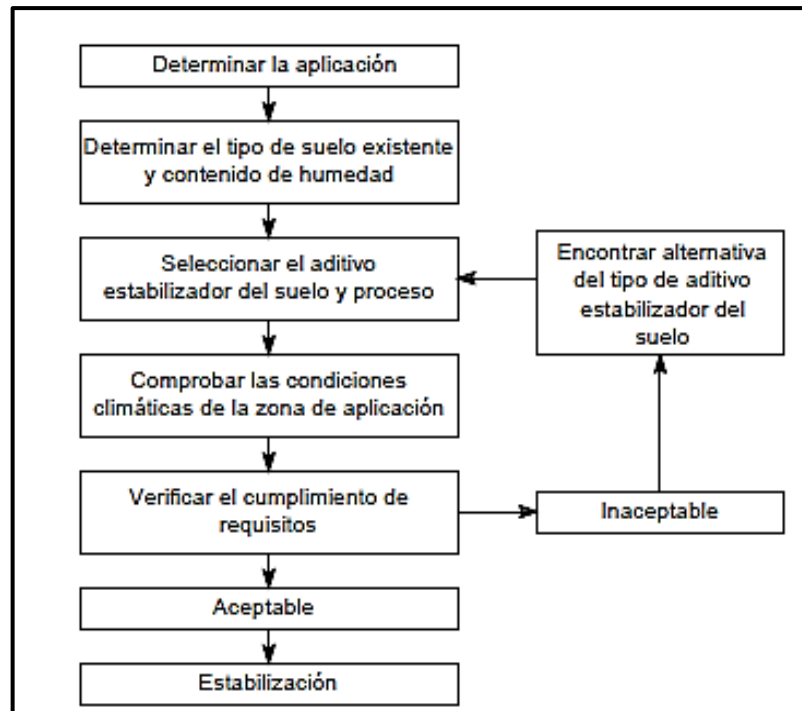 Determinar la aplicación
Determinar el tipo de suelo existente
y contenido de humedad
Seleccionar el aditivo
estabilizador del suelo y proceso
Encontrar alternativa
del tipo de aditivo
estabilizador del
suelo
Comprobar las condiciones
climáticas de la zona de aplicación
Verificar el cumplimiento de
requisitos
Inaceptable
Aceptable
Estabilización